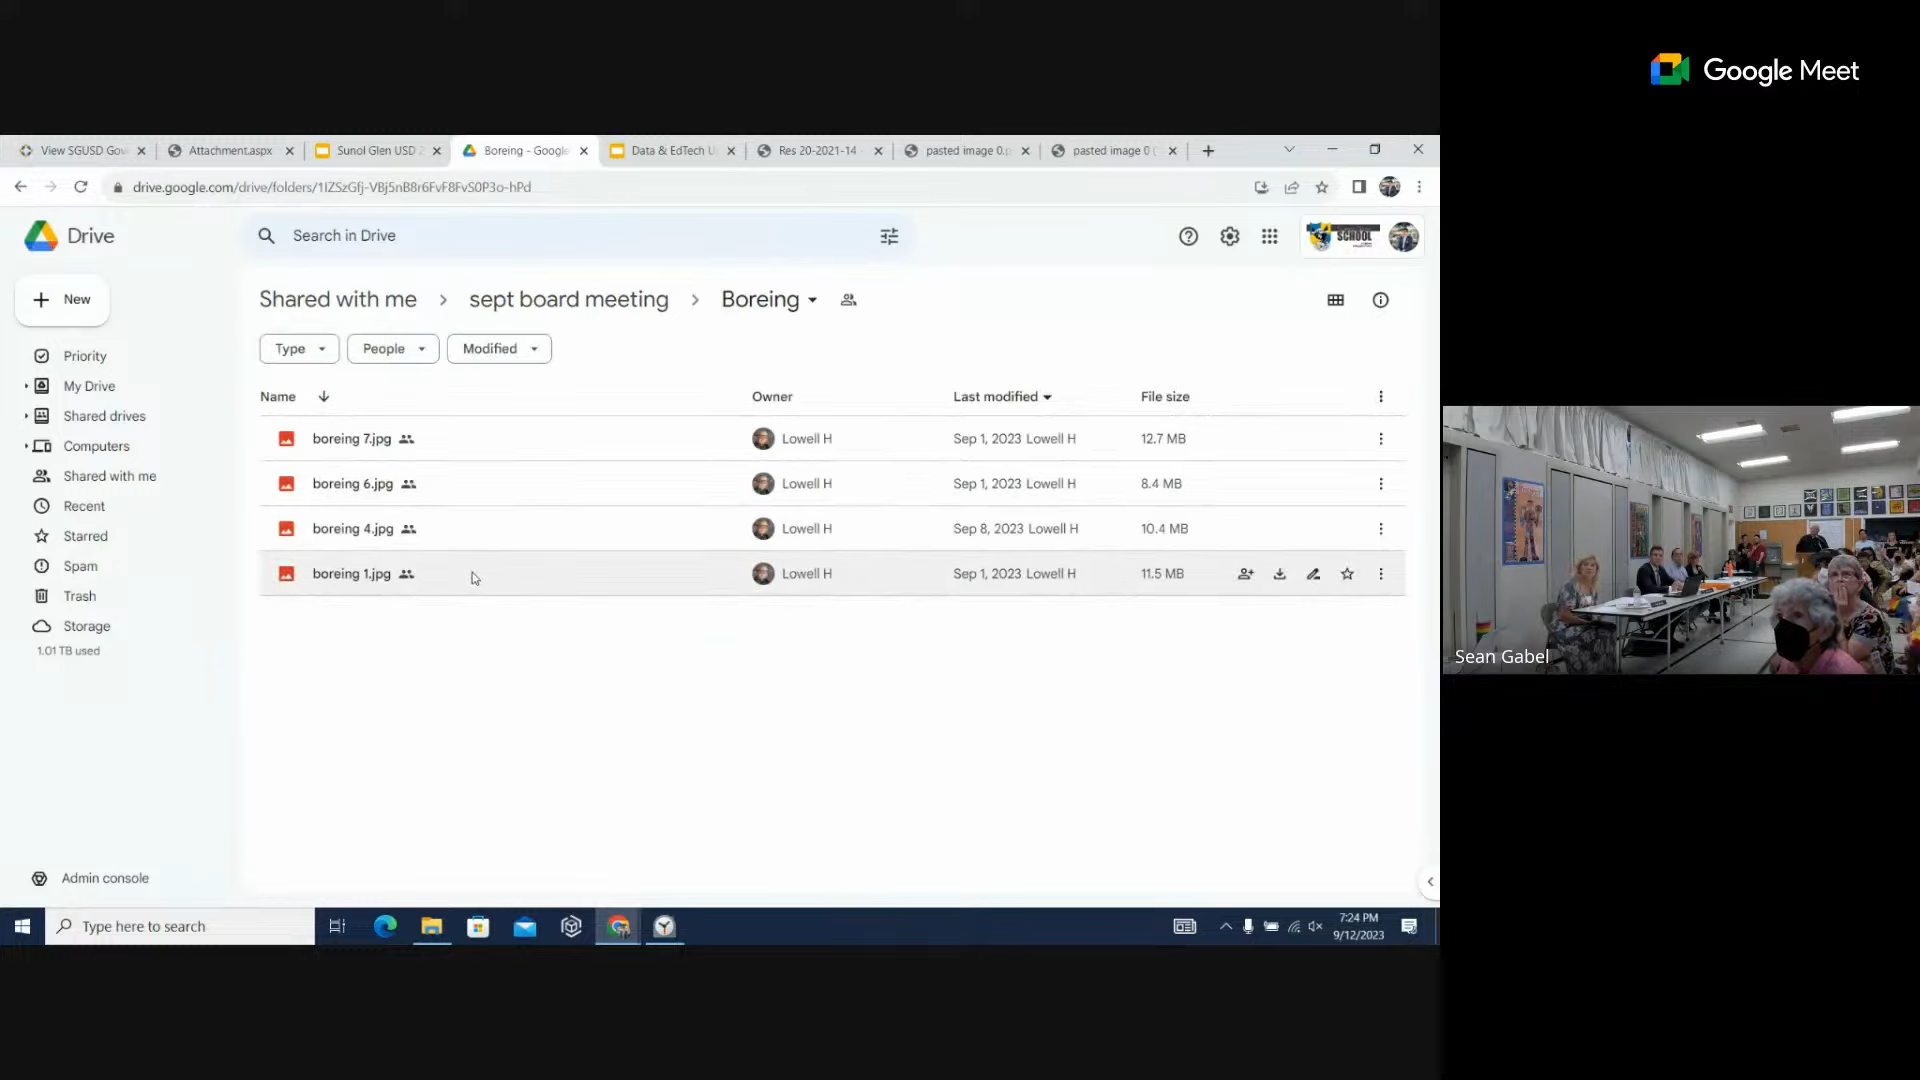 Google Meet
View SGUSD Gov
Attachment.aspx
Sunol Glen USD 2
Boreing - Google
Data & EdTech U
Res 20-2021-14
pasted image 0.p
pasted image 0 (
drive.google.com/drive/folders/1IZSzGfj-VBj5nB8r6FvF8FvS0P3o-hPd
Drive
Search in Drive
SCHOOL
New
Shared with me
sept board meeting
Boreing
Type
People
Modified
Priority
My Drive
Shared drives
Computers
Shared with me
Recent
Starred
Spam
Trash
Storage
1.01 TB used
Admin console
Name
Owner
Last modified
File size
boreing 7.jpg
Lowell H
Sep 1, 2023 Lowell H
12.7 MB
boreing 6.jpg
Lowell H
Sep 1, 2023 Lowell H
8.4 MB
boreing 4.jpg
Lowell H
Sep 8, 2023 Lowell H
10.4 MB
boreing 1.jpg
Lowell H
Sep 1, 2023 Lowell H
11.5 MB
Sean Gabel
Type here to search
7:24 PM
9/12/2023